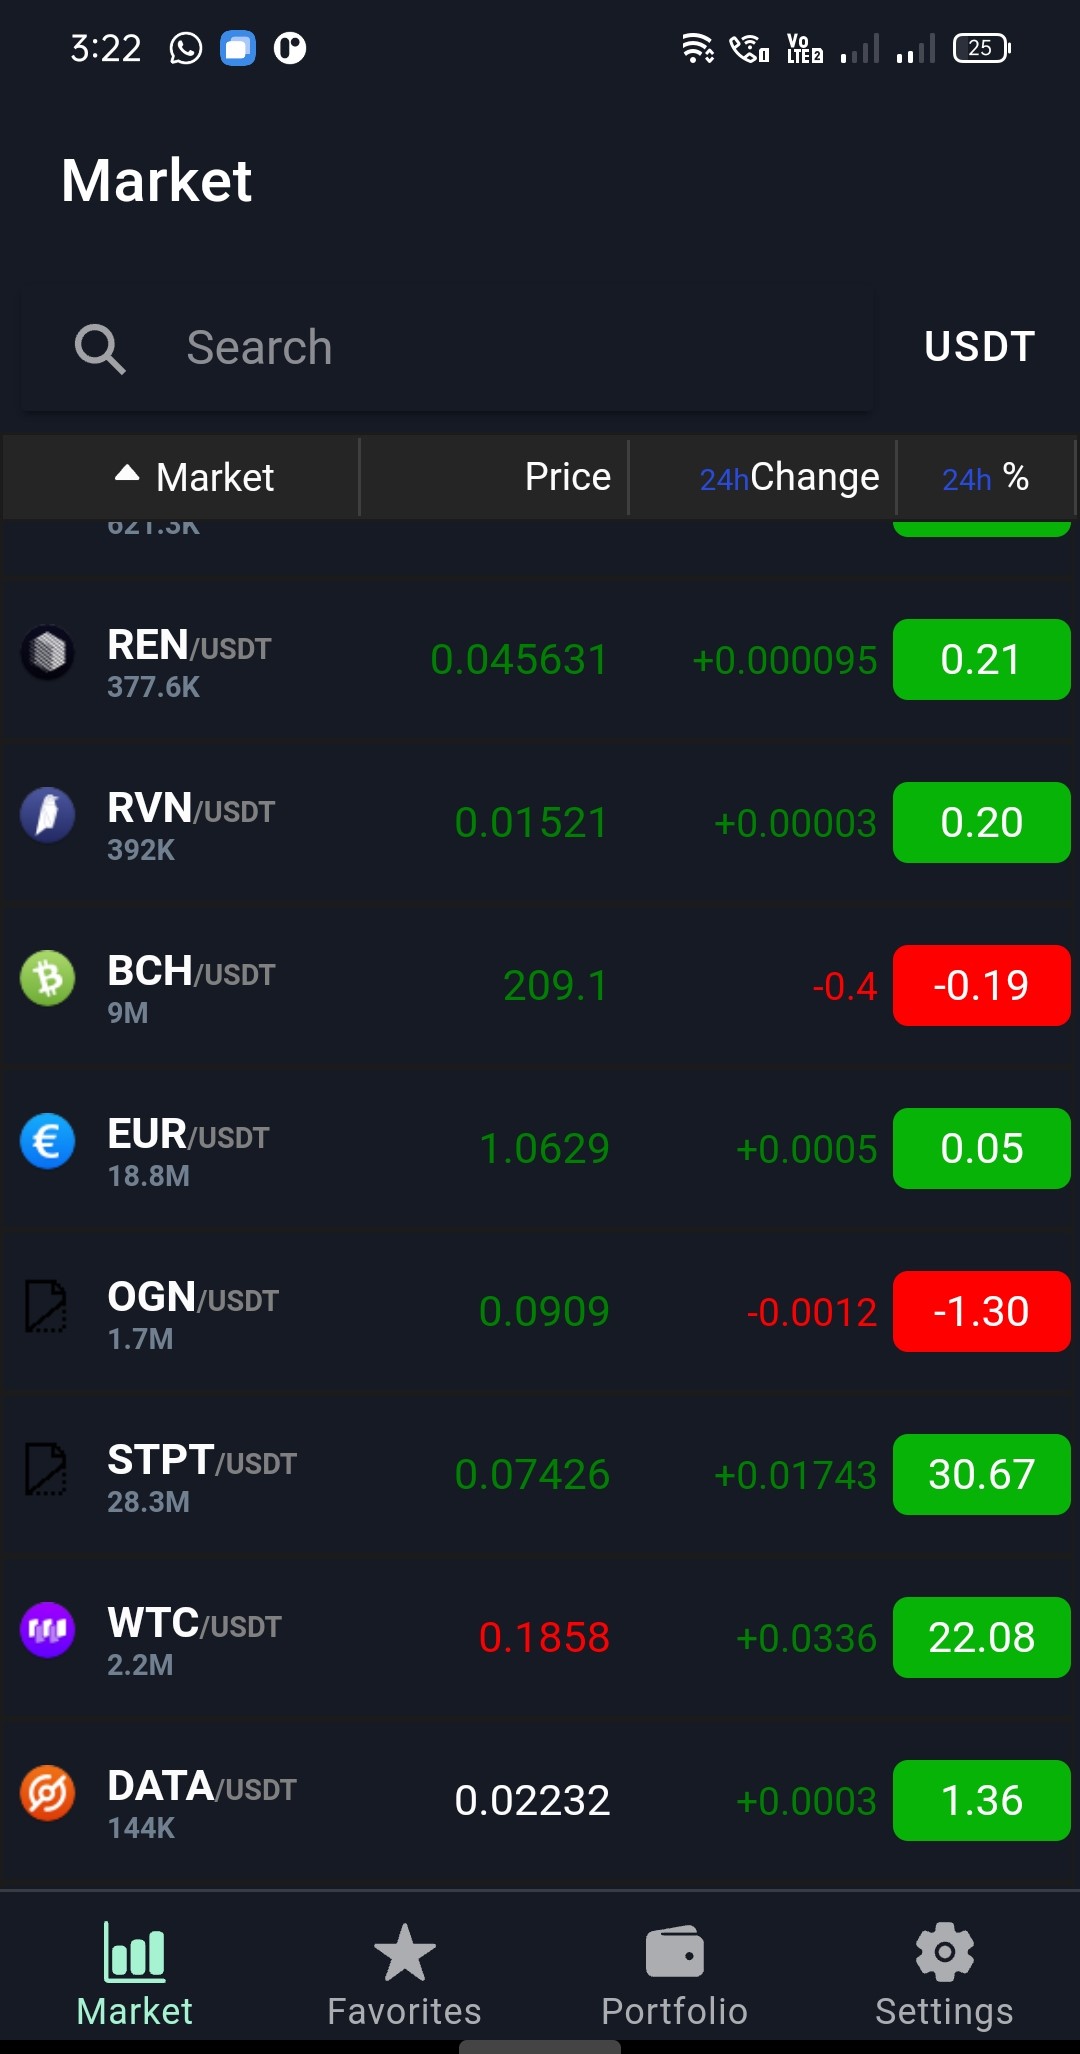 3:22 Vo LTE2 25
Market
Search USDT
Market Price 24hChange 24h %
621.3K
REN/USDT 0.045631 +0.000095 0.21
377.6K
RVN/USDT 0.01521 +0.00003 0.20
392K
BCH/USDT 209.1 -0.4 -0.19
9M
EUR/USDT 1.0629 +0.0005 0.05
18.8M
OGN/USDT 0.0909 -0.0012 -1.30
1.7M
STPT/USDT 0.07426 +0.01743 30.67
28.3M
WTC/USDT 0.1858 +0.0336 22.08
2.2M
DATA/USDT 0.02232 +0.0003 1.36
144K
Market Favorites Portfolio Settings